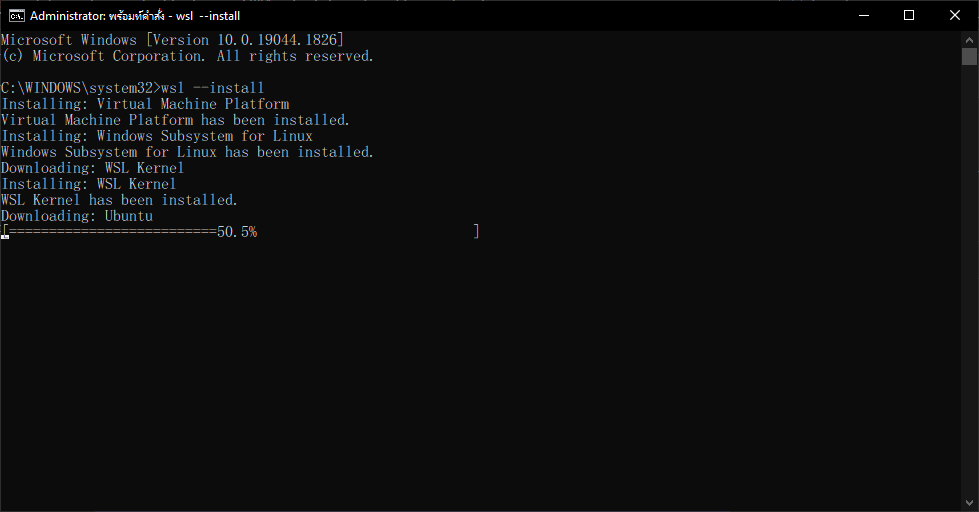 Administrator: พร้อมท์คำสั่ง - wsl --install
Microsoft Windows [Version 10.0.19044.1826]
(c) Microsoft Corporation. All rights reserved.
C:\WINDOWS\system32>wsl --install
Installing: Virtual Machine Platform
Virtual Machine Platform has been installed.
Installing: Windows Subsystem for Linux
Windows Subsystem for Linux has been installed.
Downloading: WSL Kernel
Installing: WSL Kernel
WSL Kernel has been installed.
Downloading: Ubuntu
[==========================50.5%                           ]